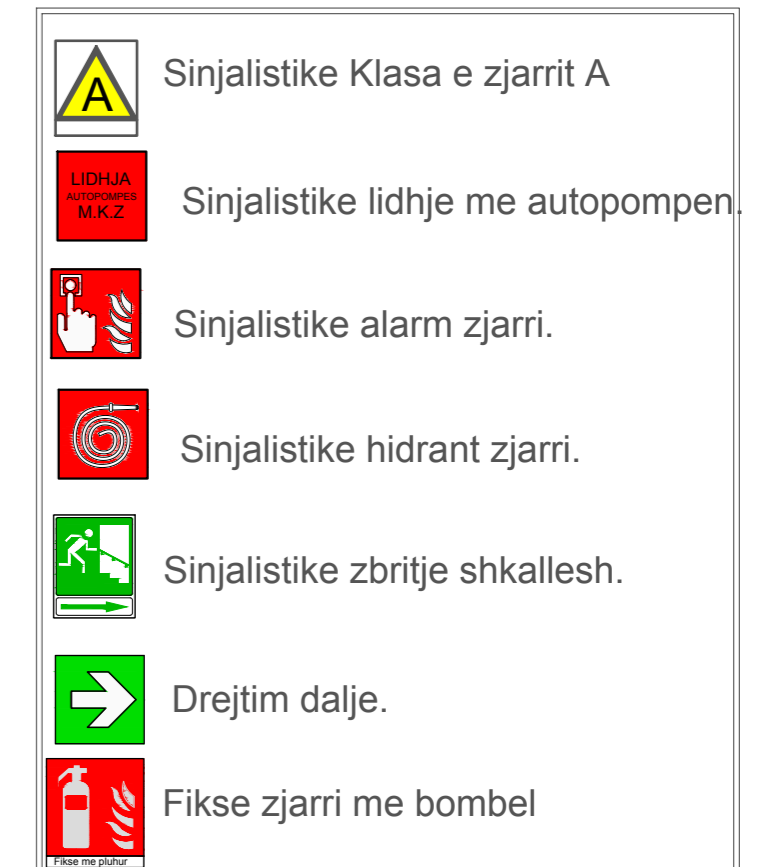 A
Sinjalistike Klasa e zjarrit A
LIDHJA
AUTOPOMPES
M.K.Z
Sinjalistike lidhje me autopompen.
Sinjalistike alarm zjarri.
Sinjalistike hidrant zjarri.
Sinjalistike zbritje shkallesh.
Drejtim dalje.
Fikse zjarri me bombel
Fikse me pluhur